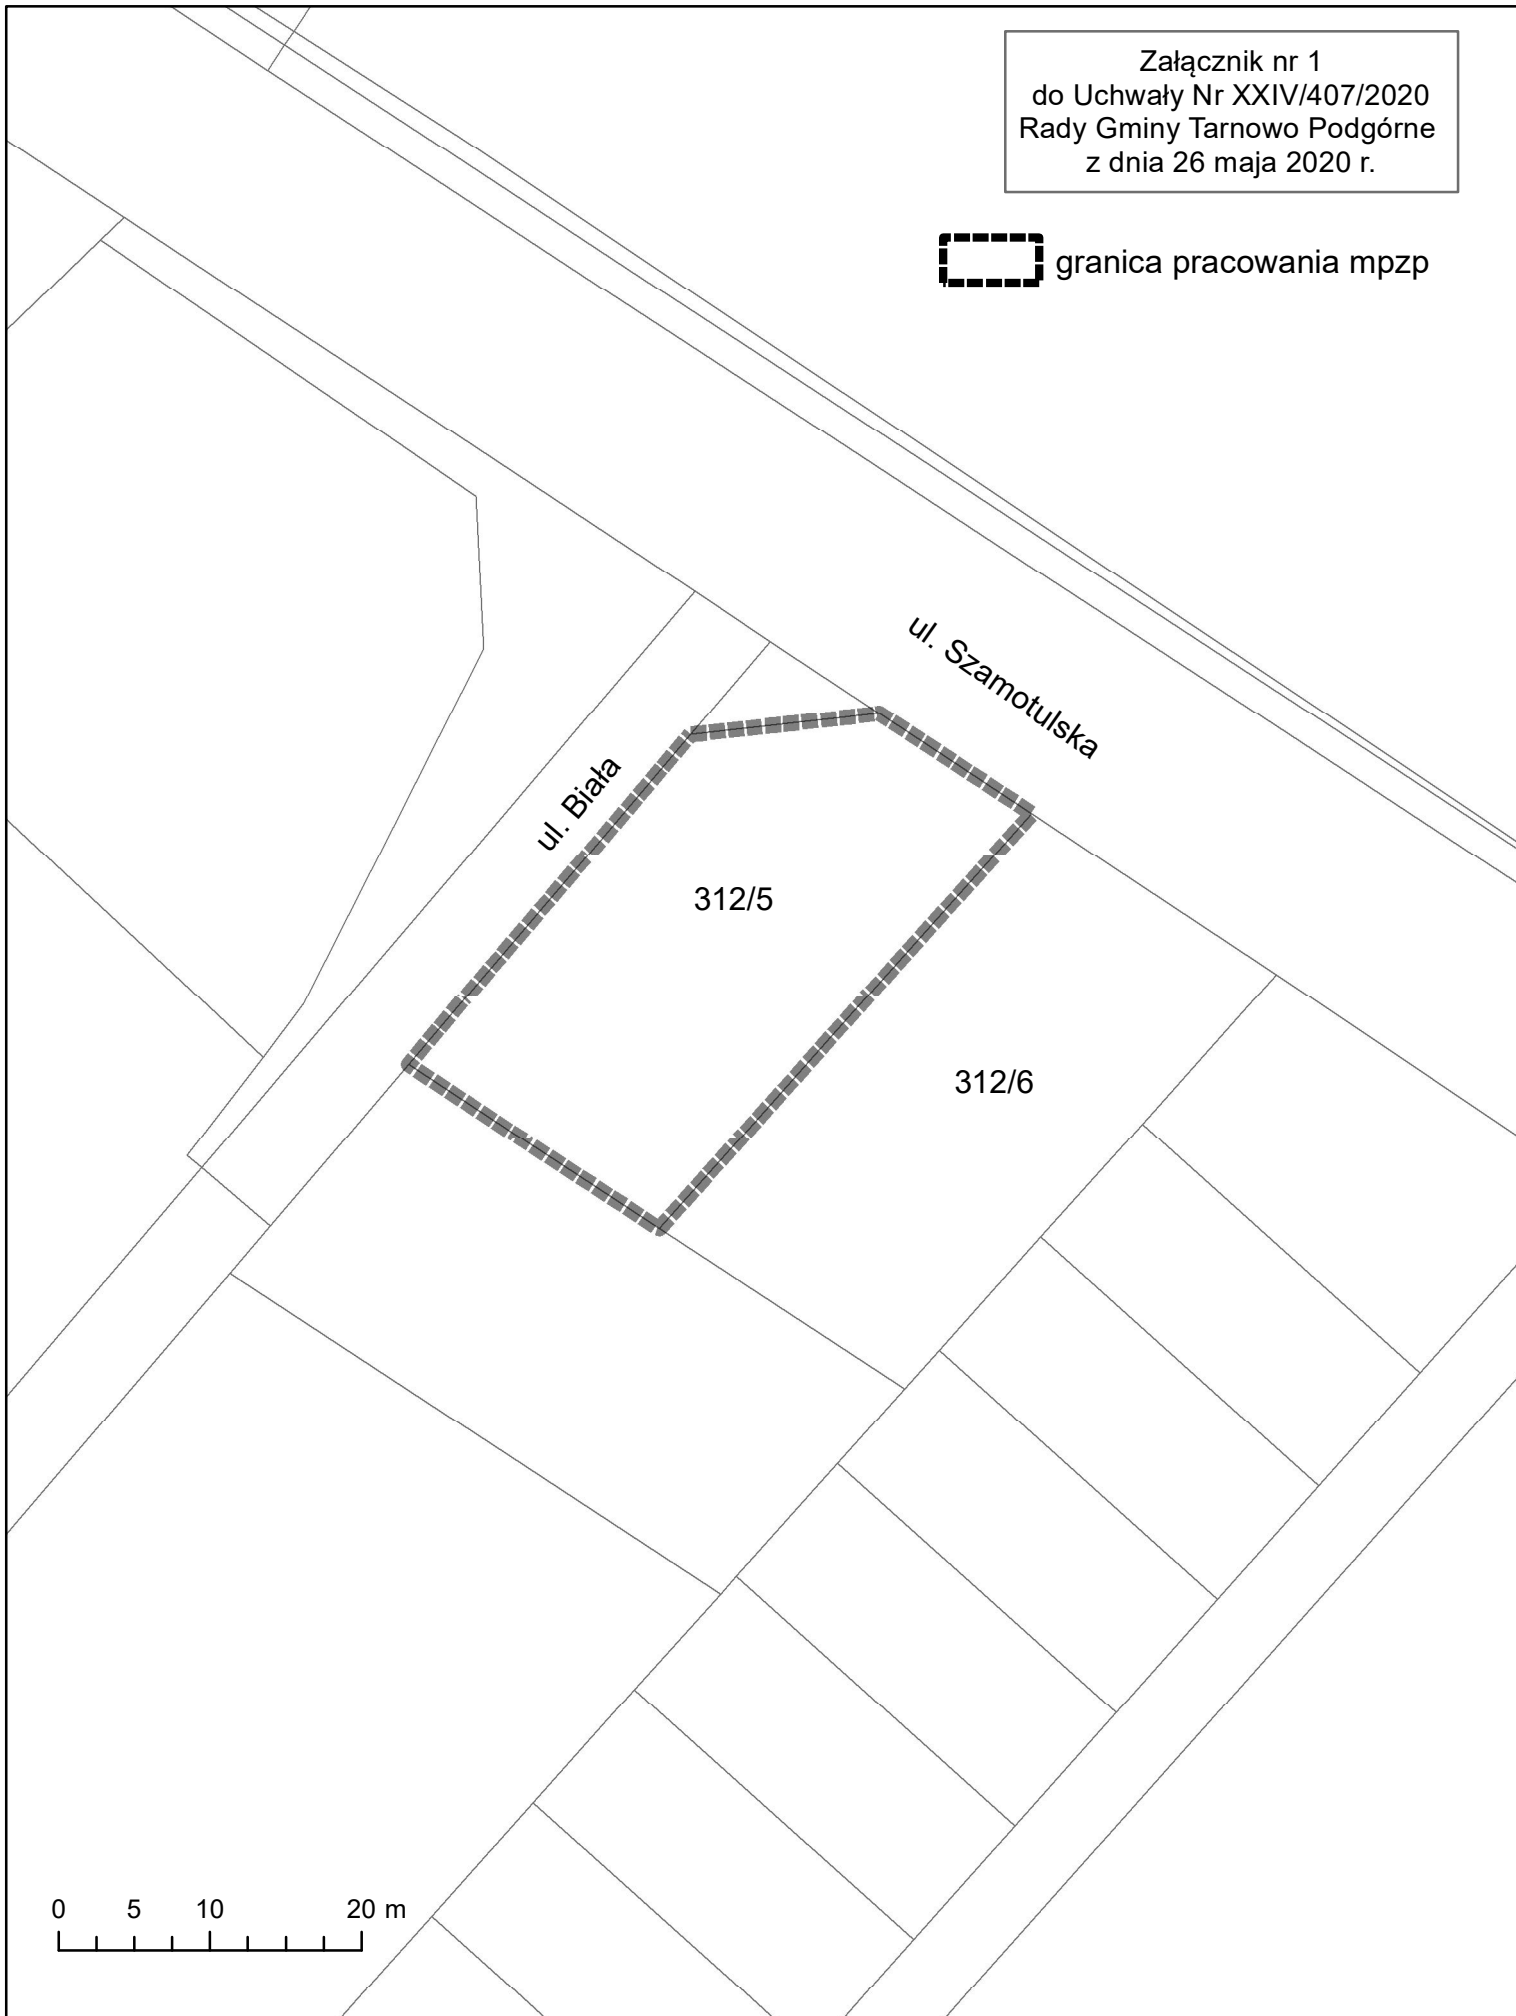 Załącznik nr 1
do Uchwały Nr XXIV/407/2020
Rady Gminy Tarnowo Podgórne
z dnia 26 maja 2020 r.
granica pracowania mpzp
ul. Szamotulska
ul. Biała
312/5
312/6
0 5 10 20 m